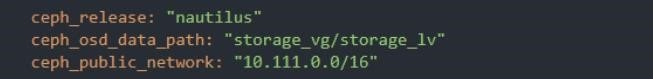 ceph_release: "nautilus"
ceph_osd_data_path: "storage_vg/storage_lv"
ceph_public_network: "10.111.0.0/16"